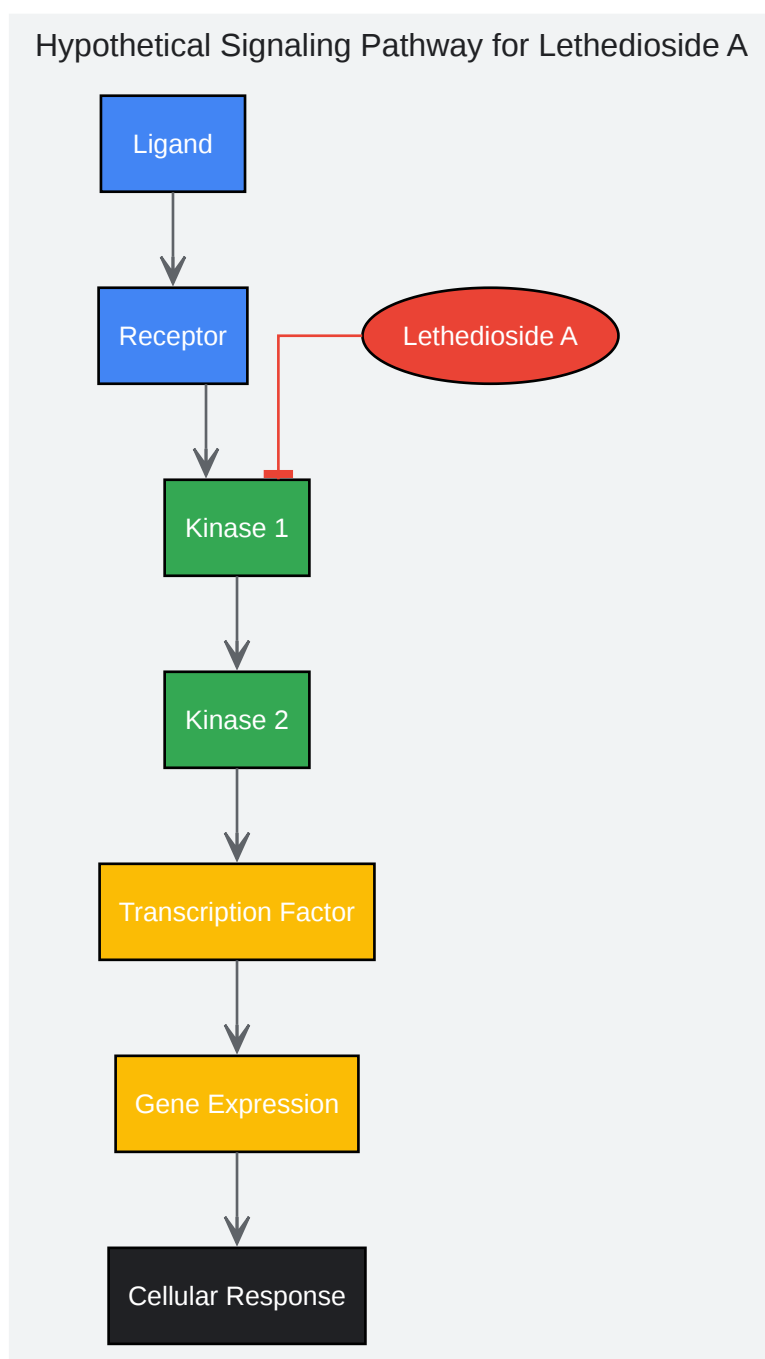 Hypothetical Signaling Pathway for Lethedioside A
Ligand
Receptor
Lethedioside A
Kinase 1
Kinase 2
Transcription Factor
Gene Expression
Cellular Response